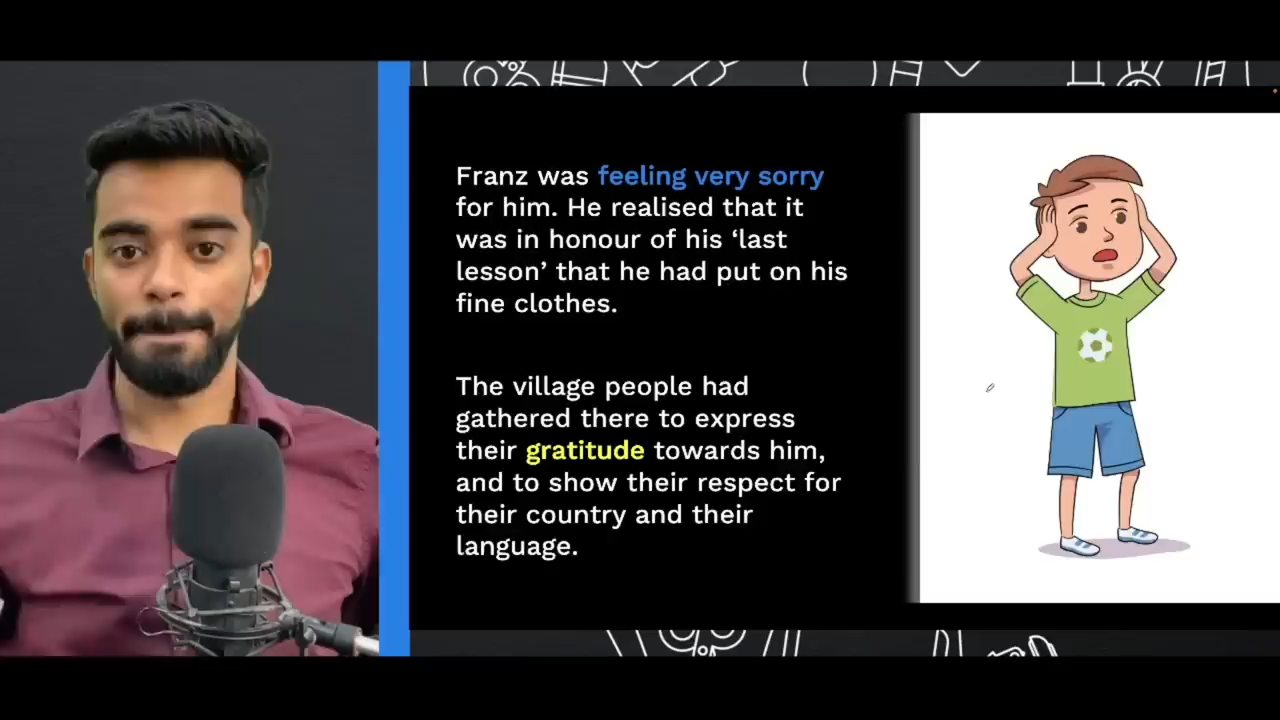 Franz was feeling very sorry
for him. He realised that it
was in honour of his ‘last
lesson’ that he had put on his
fine clothes.
The village people had
gathered there to express
their gratitude towards him,
and to show their respect for
their country and their
language.